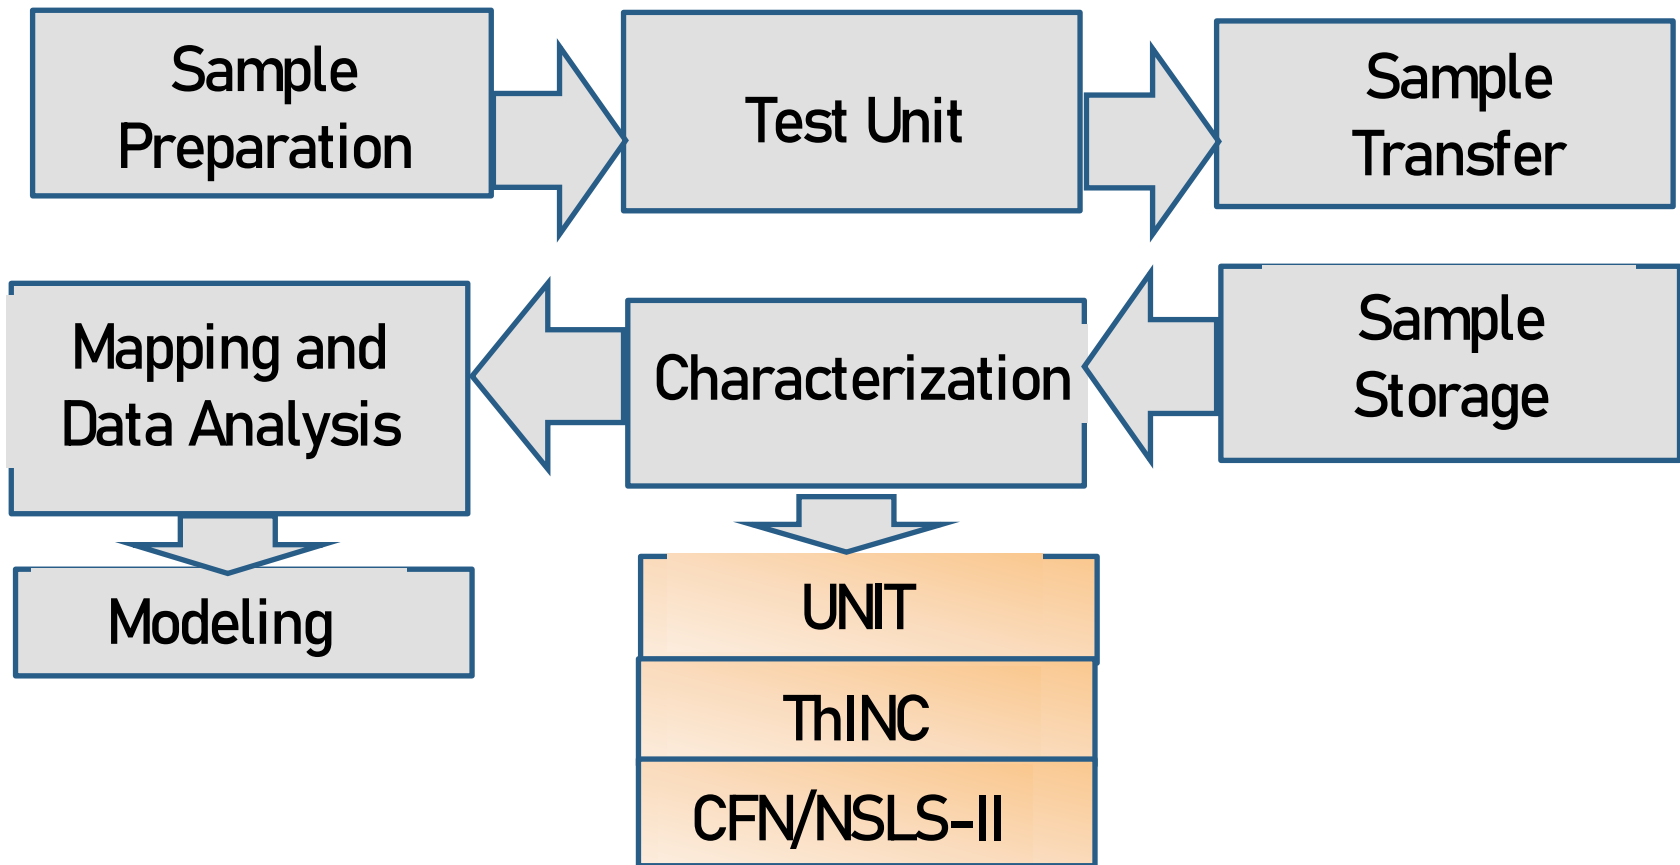 Sample
Preparation
Test Unit
Sample
Transfer
Mapping and
Data Analysis
Characterization
Sample
Storage
Modeling
UNIT
ThINC
CFN/NSLS-II